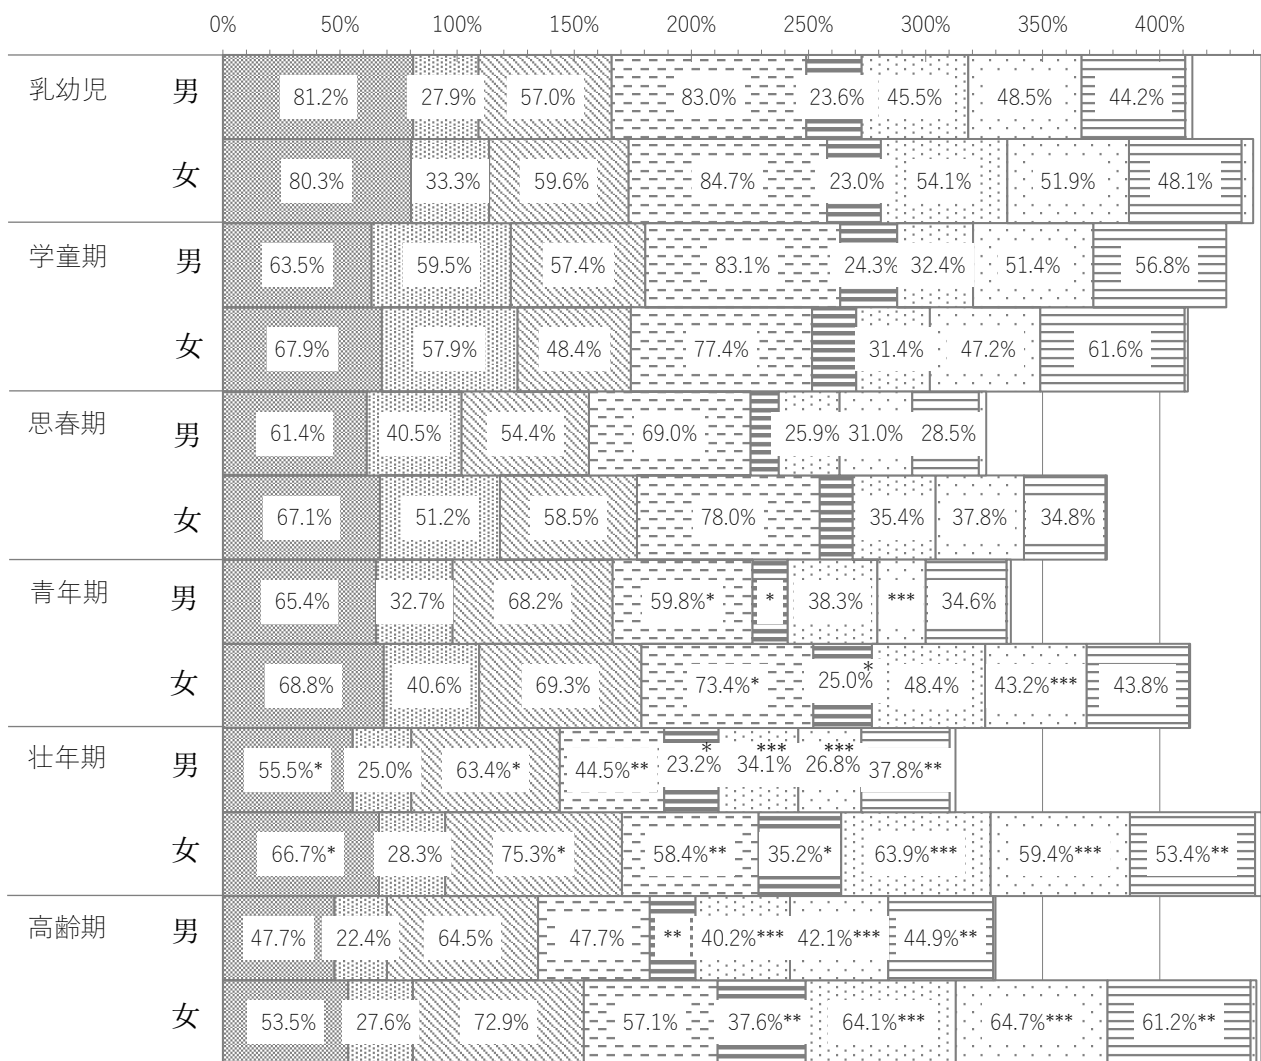 0% 50% 100% 150% 200% 250% 300% 350% 400%
乳幼児 男 81.2% 27.9% 57.0% 83.0% 23.6% 45.5% 48.5% 44.2%
女 80.3% 33.3% 59.6% 84.7% 23.0% 54.1% 51.9% 48.1%
学童期 男 63.5% 59.5% 57.4% 83.1% 24.3% 32.4% 51.4% 56.8%
女 67.9% 57.9% 48.4% 77.4% 31.4% 47.2% 61.6%
思春期 男 61.4% 40.5% 54.4% 69.0% 25.9% 31.0% 28.5%
女 67.1% 51.2% 58.5% 78.0% 35.4% 37.8% 34.8%
青年期 男 65.4% 32.7% 68.2% 59.8%* * 38.3% *** 34.6%
女 68.8% 40.6% 69.3% 73.4%* 25.0%* 48.4% 43.2%*** 43.8%
壮年期 男 55.5%* 25.0% 63.4%* 44.5%** 23.2%* 34.1%*** 26.8%*** 37.8%**
女 66.7%* 28.3% 75.3%* 58.4%** 35.2%* 63.9%*** 59.4%*** 53.4%**
高齢期 男 47.7% 22.4% 64.5% 47.7% ** 40.2%*** 42.1%*** 44.9%**
女 53.5% 27.6% 72.9% 57.1% 37.6%** 64.1%*** 64.7%*** 61.2%**